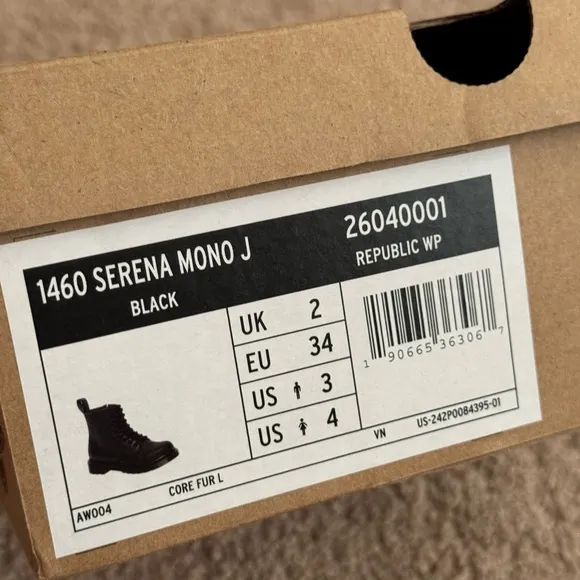 1460 SERENA MONO J
BLACK
26040001
REPUBLIC WP
UK 2
EU 34
US 3
US 4
1 90665 36306 7
AW004
CORE FUR L
VN
US-242P0084395-01